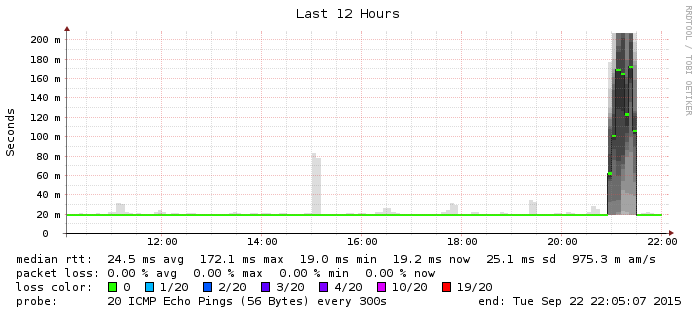 Last 12 Hours
RRDTOOL / TOBI OETIKER
Seconds
200 m
180 m
160 m
140 m
120 m
100 m
80 m
60 m
40 m
20 m
0
12:00 14:00 16:00 18:00 20:00 22:00
median rtt: 24.5 ms avg 172.1 ms max 19.0 ms min 19.2 ms now 25.1 ms sd 975.3 m am/s
packet loss: 0.00 % avg 0.00 % max 0.00 % min 0.00 % now
loss color: 0 1/20 2/20 3/20 4/20 10/20 19/20
probe: 20 ICMP Echo Pings (56 Bytes) every 300s end: Tue Sep 22 22:05:07 2015